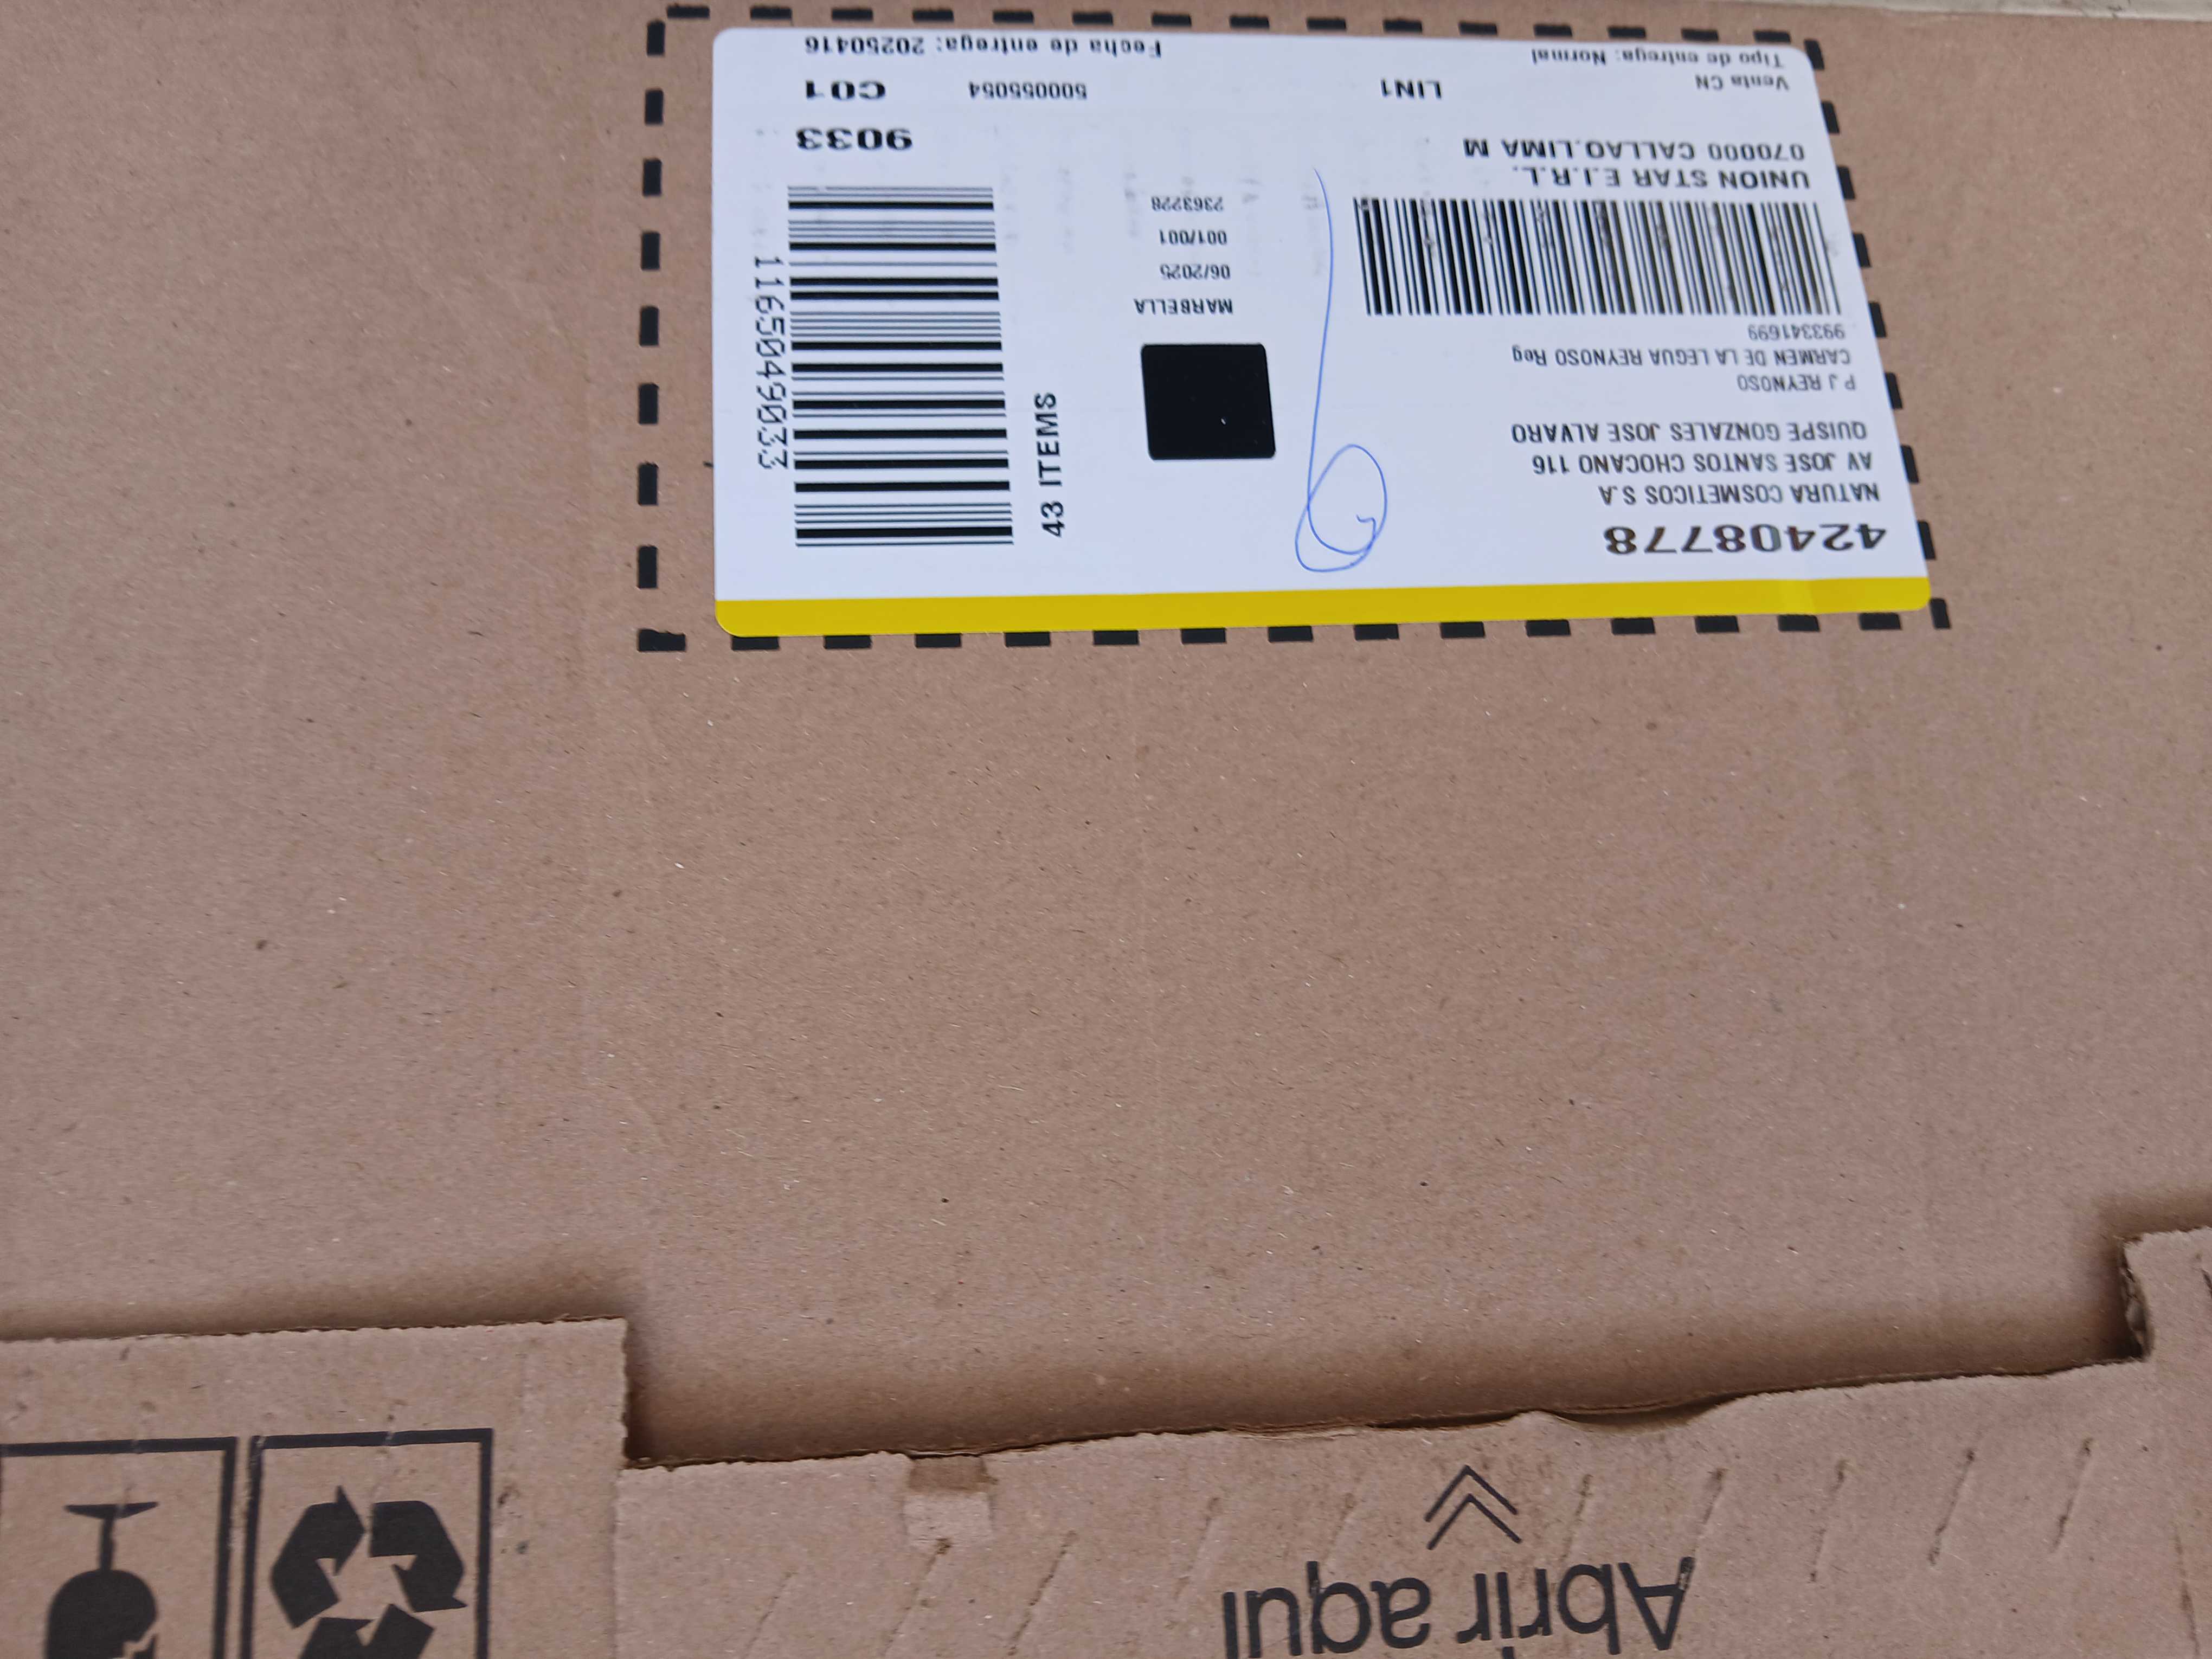 42408778
NATURA COSMETICOS S.A
AV JOSE SANTOS CHOCANO 116
QUISPE GONZALES JOSE ALVARO
P J REYNOSO
CARMEN DE LA LEGUA REYNOSO Reg
993341699
UNION STAR E.I.R.L.
070000 CALLAO.LIMA M
Venta CN
LIN1
Tipo de entrega: Normal
MARBELLA
06/2025
001/001
2363228
43 ITEMS
1165049033
9033
500055054
C01
Fecha de entrega: 20250416
Abrir aqui